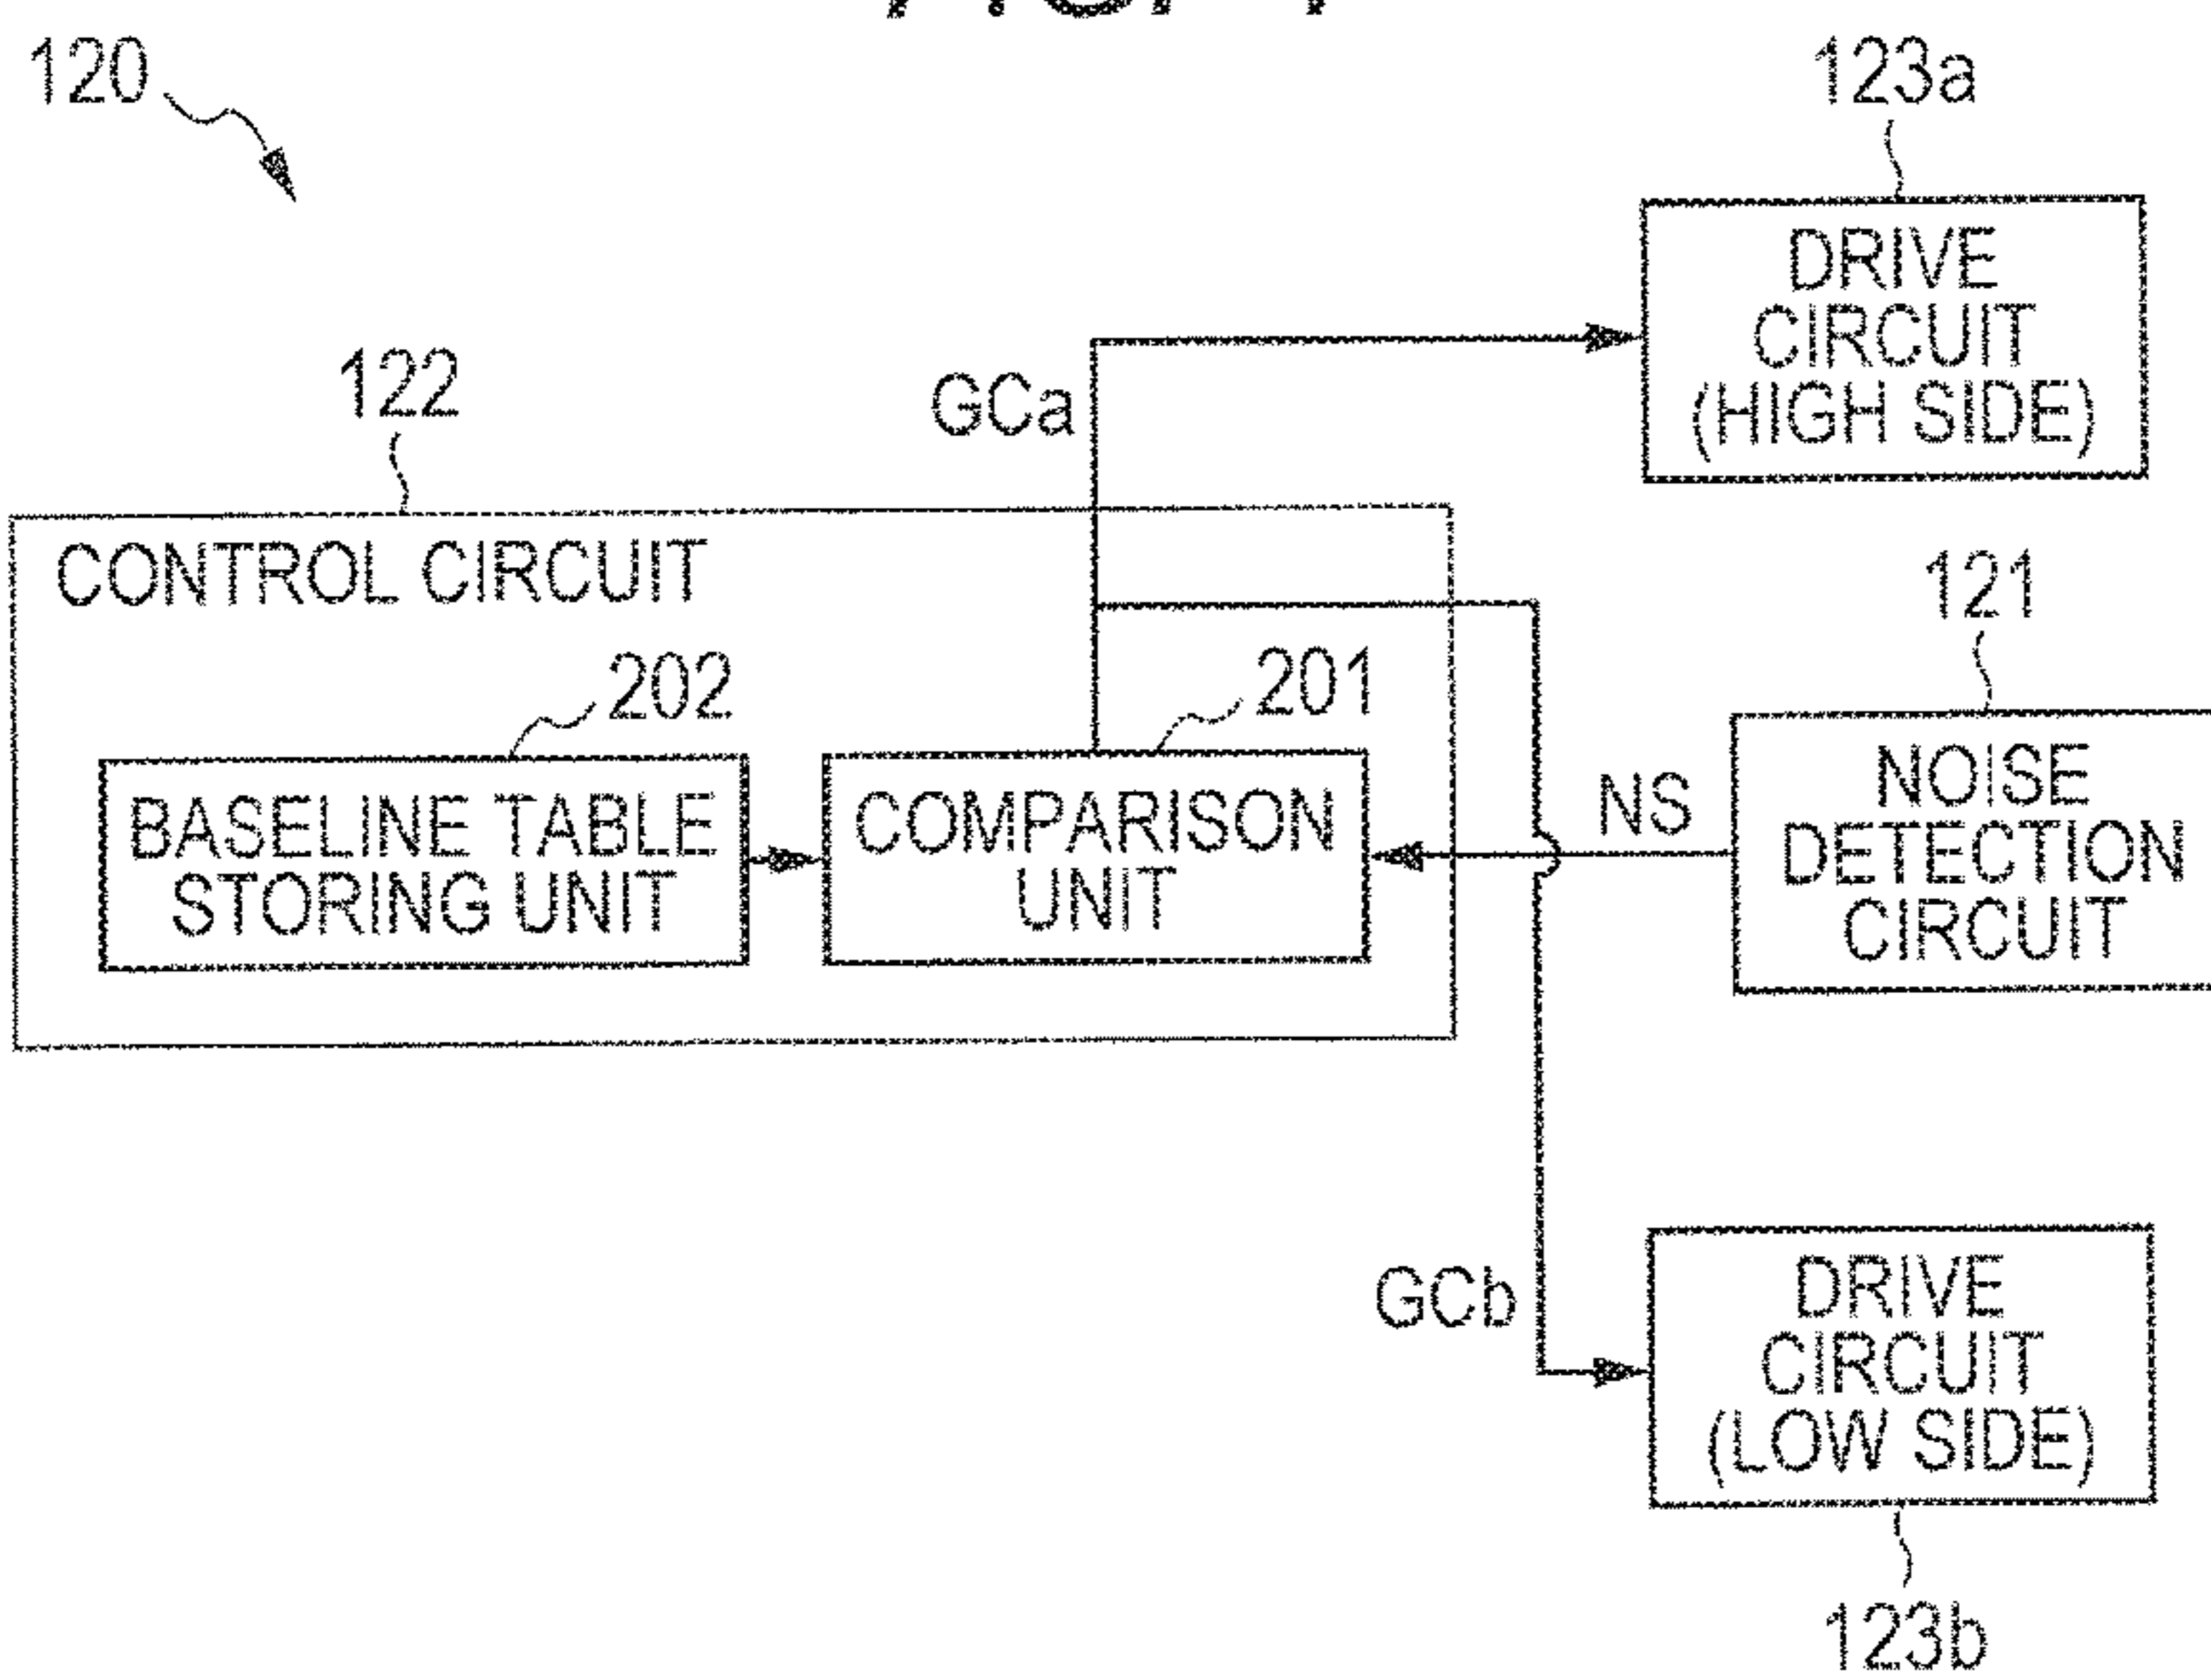 120
123a
DRIVE
CIRCUIT
(HIGH SIDE)
122
GCa
CONTROL CIRCUIT
121
202
201
BASELINE TABLE
STORING UNIT
COMPARISON
UNIT
NS
NOISE
DETECTION
CIRCUIT
GCb
DRIVE
CIRCUIT
(LOW SIDE)
123b